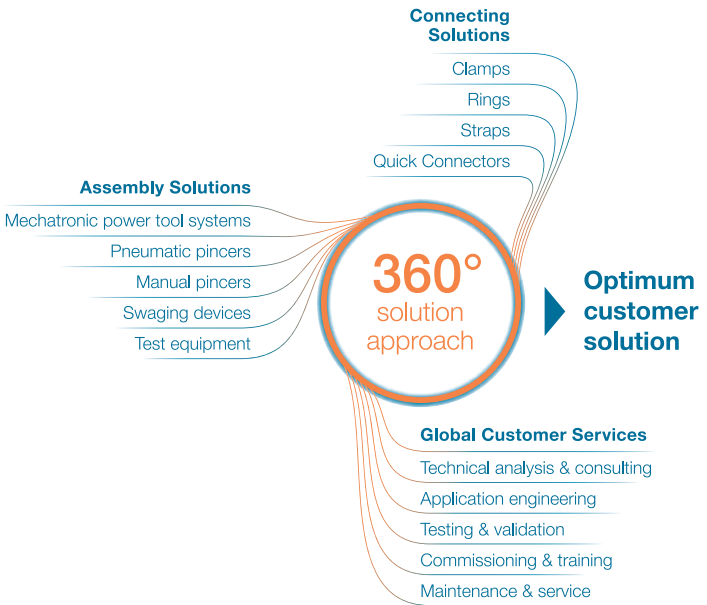 Connecting
Solutions
Clamps
Rings
Straps
Quick Connectors
Assembly Solutions
Mechatronic power tool systems
Pneumatic pincers
Manual pincers
Swaging devices
Test equipment
360°
solution
approach
Optimum
customer
solution
Global Customer Services
Technical analysis & consulting
Application engineering
Testing & validation
Commissioning & training
Maintenance & service